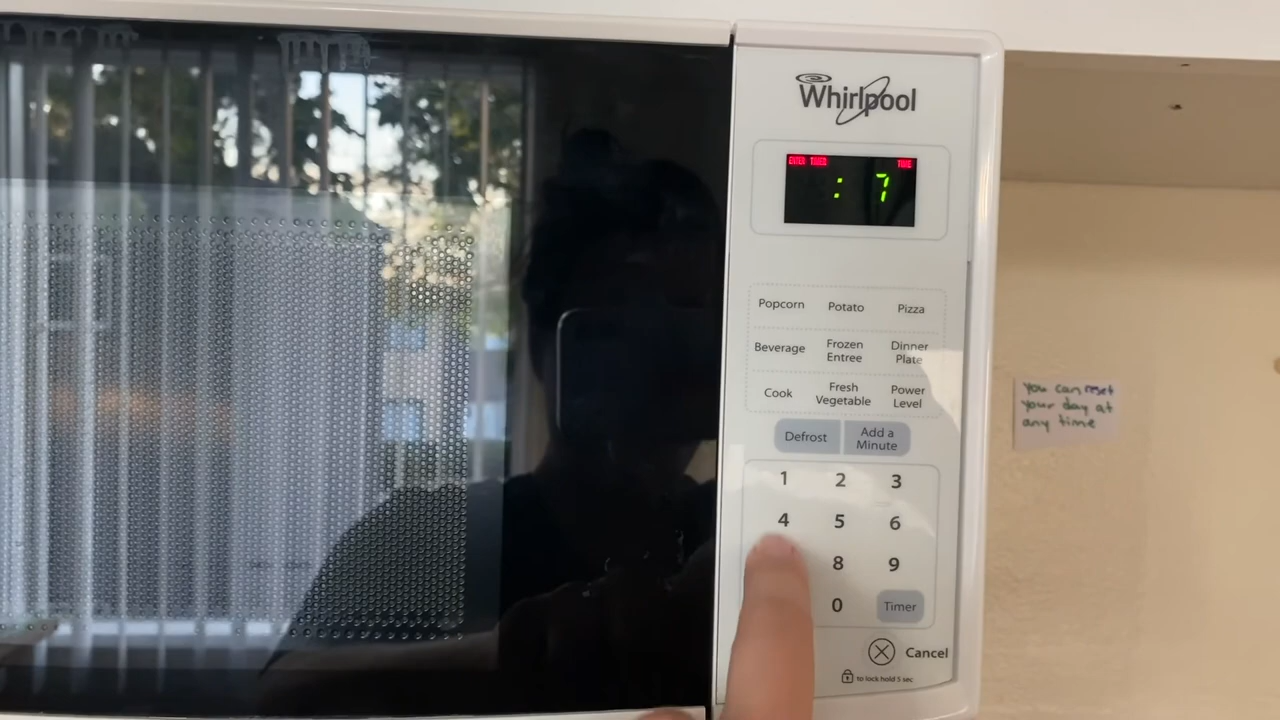 Whirlpool
ENTER TIMER TIME
: 7
Popcorn Potato Pizza
Beverage Frozen Entree Dinner Plate
Cook Fresh Vegetable Power Level
Defrost Add a Minute
1 2 3
4 5 6
8 9
0 Timer
Cancel
to lock hold 5 sec
You can reset
your day at
any time